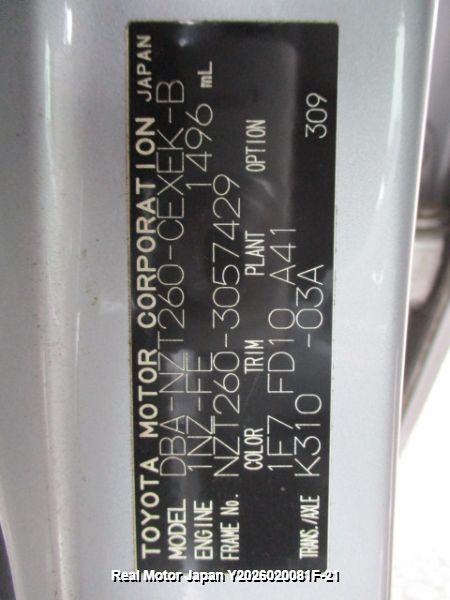 TOYOTA MOTOR CORPORATION JAPAN
MODEL DBA-NZT260-CEXEK-B
ENGINE 1NZ-FE 1496 mL
FRAME No. NZT260-3057429
COLOR TRIM PLANT OPTION
1F7 FD10 A41
TRANS./AXLE K310 -03A 309
Real Motor Japan Y2026020081F-21